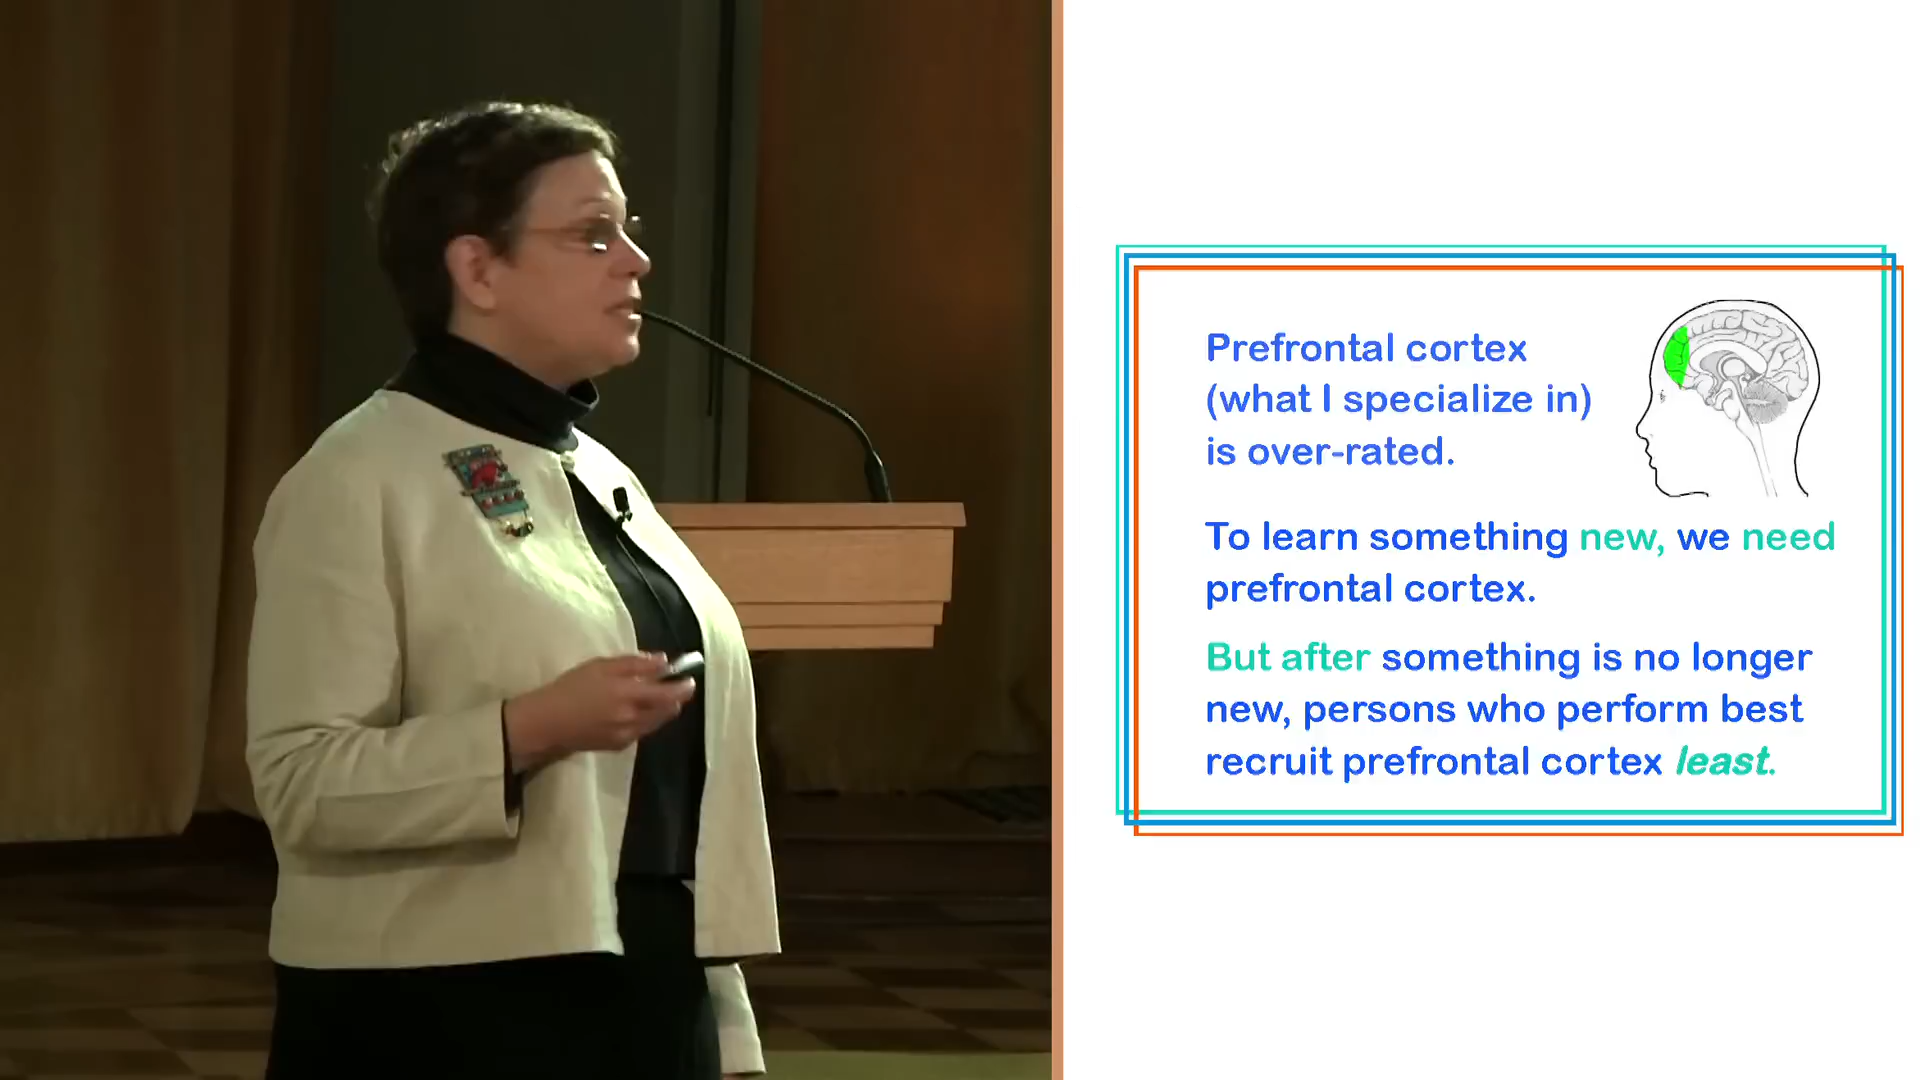 Prefrontal cortex
(what I specialize in)
is over-rated.
To learn something new, we need
prefrontal cortex.
But after something is no longer
new, persons who perform best
recruit prefrontal cortex least.